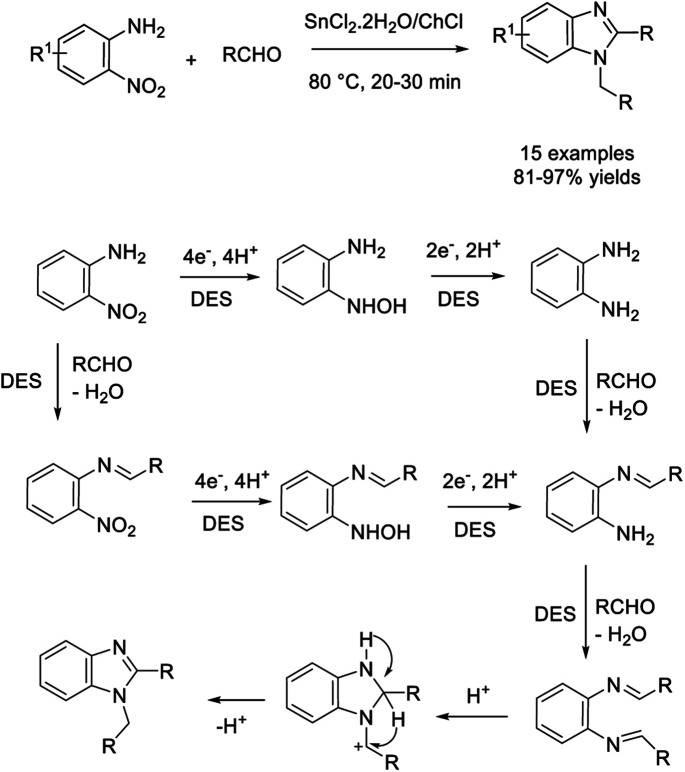 NH₂
R¹
NO₂
+
RCHO
SnCl₂.2H₂O/ChCl
80 °C, 20-30 min
N
R
N
R
15 examples
81-97% yields
NH₂
NO₂
4e⁻, 4H⁺
DES
NH₂
NHOH
2e⁻, 2H⁺
DES
NH₂
NH₂
DES
RCHO
- H₂O
DES
RCHO
- H₂O
N
R
NO₂
4e⁻, 4H⁺
DES
N
R
NHOH
2e⁻, 2H⁺
DES
N
R
NH₂
DES
RCHO
- H₂O
N
R
N
R
-H⁺
H
N
R
N
H
+
R
H⁺
N
R
N
R